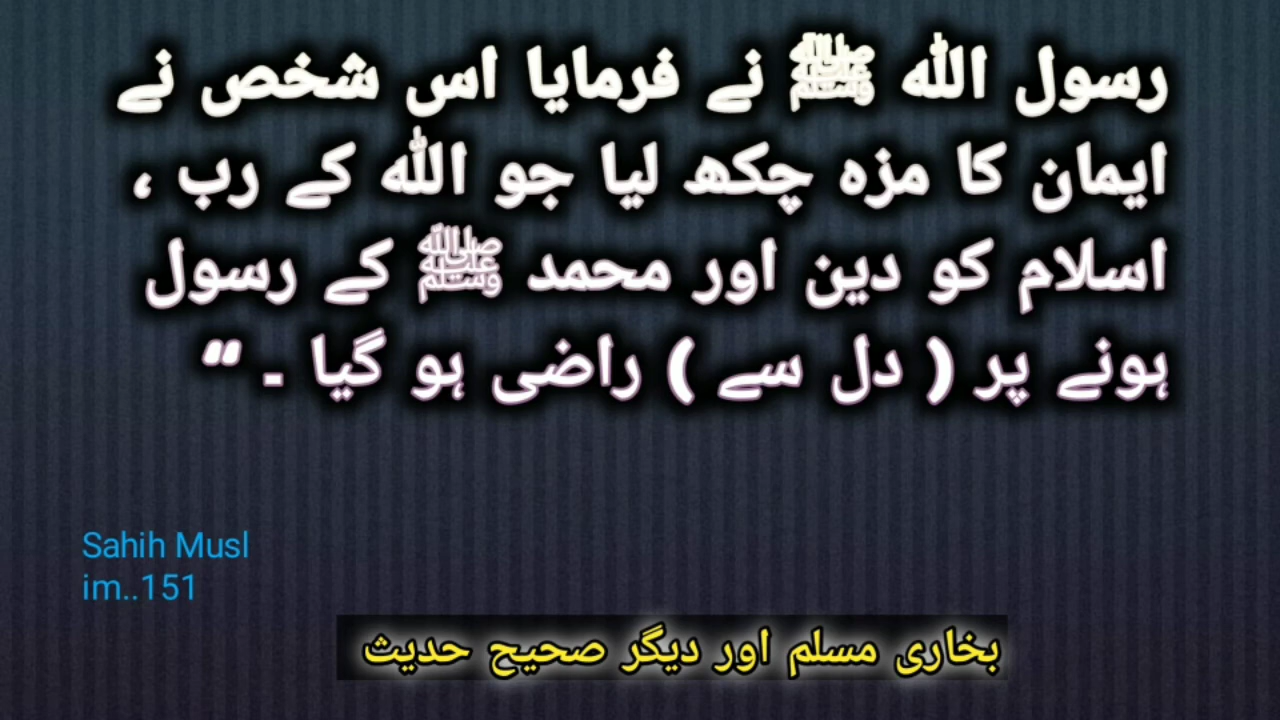 رسول اللہ ﷺ نے فرمایا اس شخص نے
ایمان کا مزہ چکھ لیا جو اللہ کے رب ،
اسلام کو دین اور محمد ﷺ کے رسول
ہونے پر ( دل سے ) راضی ہو گیا ۔ ‘‘
Sahih Musl
im..151
بخاری مسلم اور دیگر صحیح حدیث